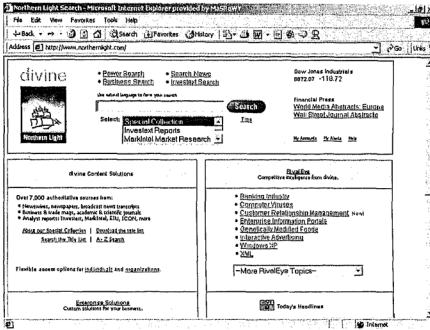 Northern Light Search - Microsoft Internet Explorer provided by MaSRaWY
File Edit View Favorites Tools Help
Back Search Favorites History
Address http://www.northernlight.com/ Go Links
divine
Northern Light
Power Search
Business Search
Search News
Investext Search
Use natural language to form your search
Search
Select:
Special Collection
Investext Reports
MarkIntel Market Research
Tips
Dow Jones Industrials
8872.07 -118.72
Financial Press
World Media Abstracts: Europe
Wall Street Journal Abstracts
My Accounts My Alerts Help
divine Content Solutions
Over 7,000 authoritative sources from:
Newswires, newspapers, broadcast news transcripts
Business & trade mags, academic & scientific journals
Analyst reports: Investext, MarkIntel, EIU, ICON, more
About our Special Collection | Download the title list
Search the Title List | A-Z Search
Flexible access options for individuals and organizations.
Enterprise Solutions
Custom solutions for your business.
RivalEye
Competitive intelligence from divine.
Banking Industry
Computer Viruses
Customer Relationship Management New!
Enterprise Information Portals
Genetically Modified Foods
Interactive Advertising
Windows XP
XML
--More RivalEye Topics--
Today's Headlines
Internet